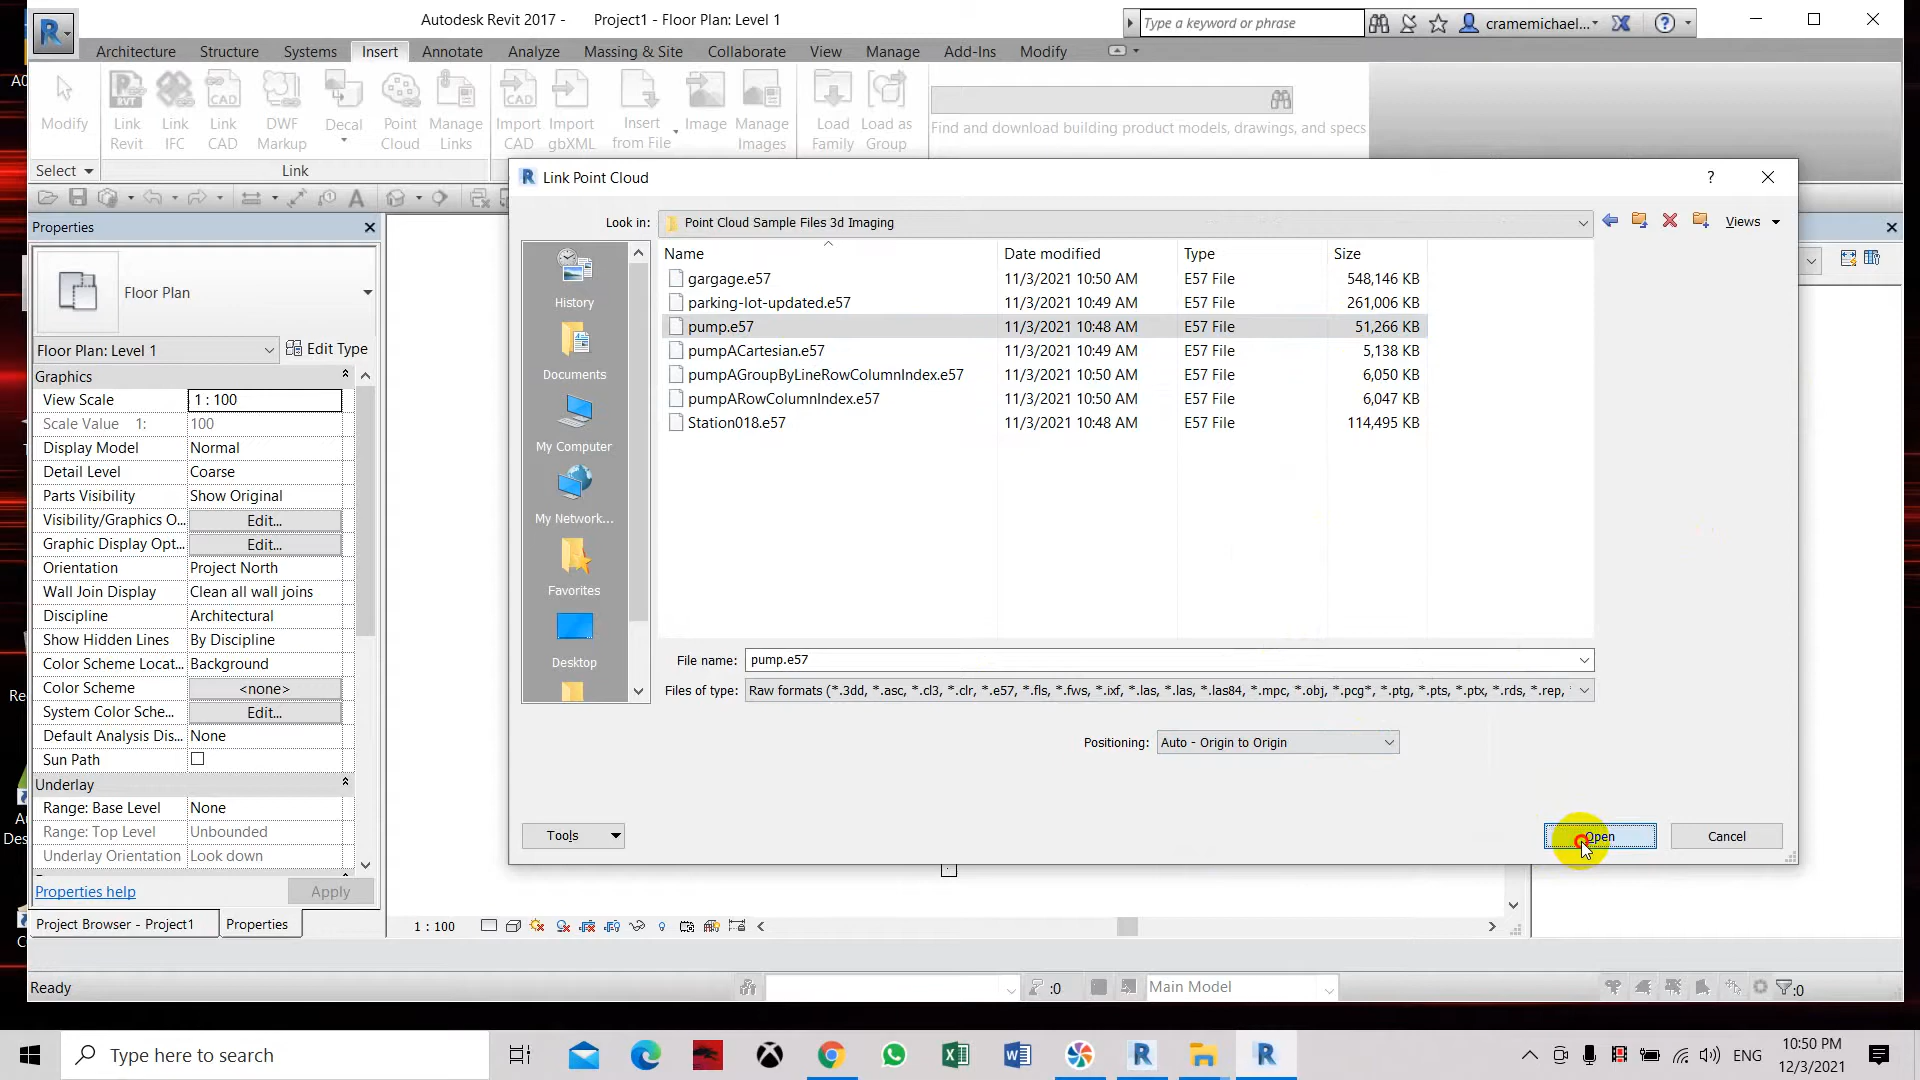 Autodesk Revit 2017 - Project1 - Floor Plan: Level 1
Type a keyword or phrase
cramemichael...
Architecture Structure Systems Insert Annotate Analyze Massing & Site Collaborate View Manage Add-Ins Modify
Modify
Link Revit
Link IFC
Link CAD
DWF Markup
Decal
Point Cloud
Manage Links
Import CAD
Import gbXML
Insert from File
Image
Manage Images
Load Family
Load as Group
Find and download building product models, drawings, and specs
Select
Link
Properties
Floor Plan
Floor Plan: Level 1
Edit Type
Graphics
View Scale 1 : 100
Scale Value 1: 100
Display Model Normal
Detail Level Coarse
Parts Visibility Show Original
Visibility/Graphics O... Edit...
Graphic Display Opt... Edit...
Orientation Project North
Wall Join Display Clean all wall joins
Discipline Architectural
Show Hidden Lines By Discipline
Color Scheme Locat... Background
Color Scheme <none>
System Color Sche... Edit...
Default Analysis Dis... None
Sun Path
Underlay
Range: Base Level None
Range: Top Level Unbounded
Underlay Orientation Look down
Properties help
Apply
Project Browser - Project1
Properties
Link Point Cloud
Look in: Point Cloud Sample Files 3d Imaging
Views
History
Documents
My Computer
My Network...
Favorites
Desktop
Name Date modified Type Size
gargage.e57 11/3/2021 10:50 AM E57 File 548,146 KB
parking-lot-updated.e57 11/3/2021 10:49 AM E57 File 261,006 KB
pump.e57 11/3/2021 10:48 AM E57 File 51,266 KB
pumpACartesian.e57 11/3/2021 10:49 AM E57 File 5,138 KB
pumpAGroupByLineRowColumnIndex.e57 11/3/2021 10:50 AM E57 File 6,050 KB
pumpARowColumnIndex.e57 11/3/2021 10:50 AM E57 File 6,047 KB
Station018.e57 11/3/2021 10:48 AM E57 File 114,495 KB
File name: pump.e57
Files of type: Raw formats (*.3dd, *.asc, *.cl3, *.clr, *.e57, *.fls, *.fws, *.ixf, *.las, *.las, *.las84, *.mpc, *.obj, *.pcg*, *.ptg, *.pts, *.ptx, *.rds, *.rep, *
Positioning: Auto - Origin to Origin
Tools
Open
Cancel
1 : 100
Ready
:0
Main Model
:0
Type here to search
ENG
10:50 PM
12/3/2021